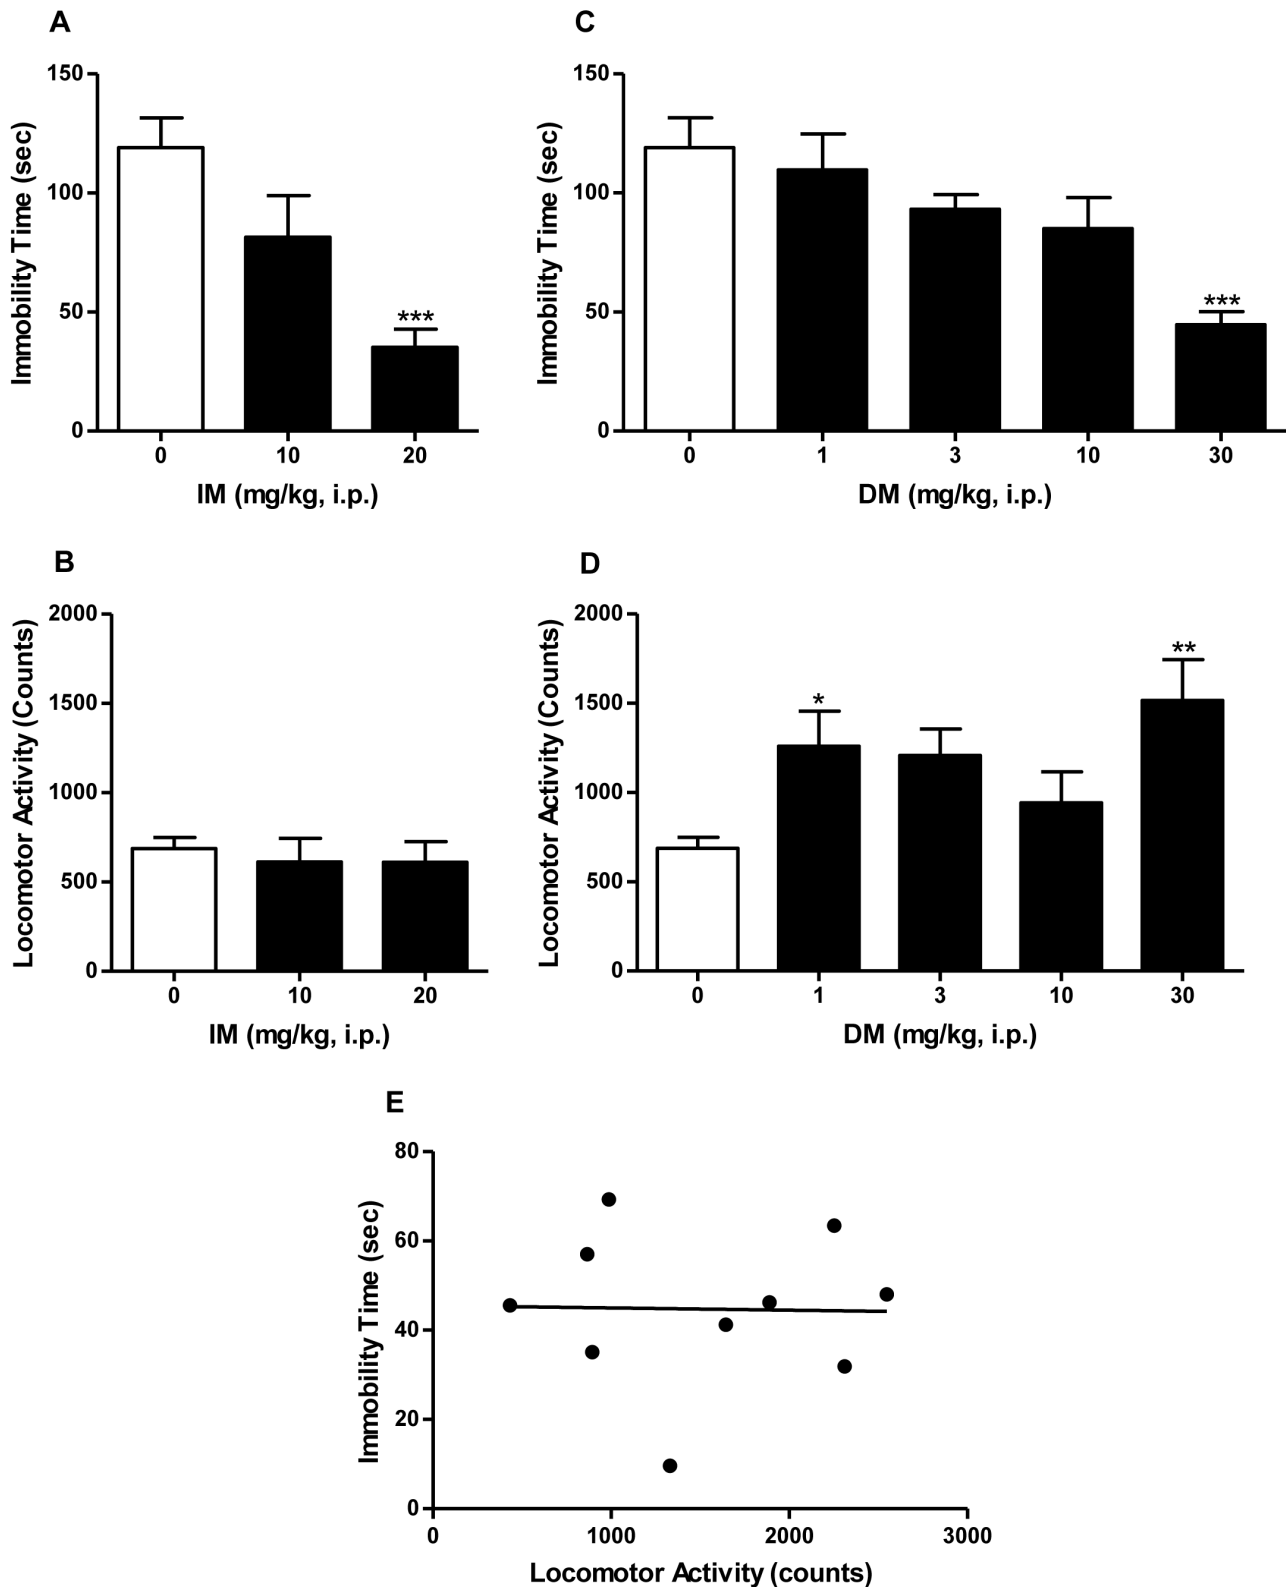 A
150
100
50
0
Immobility Time (sec)
***
0 10 20
IM (mg/kg, i.p.)
C
150
100
50
0
Immobility Time (sec)
***
0 1 3 10 30
DM (mg/kg, i.p.)
B
2000
1500
1000
500
0
Locomotor Activity (Counts)
0 10 20
IM (mg/kg, i.p.)
D
2000
1500
1000
500
0
Locomotor Activity (Counts)
*
**
0 1 3 10 30
DM (mg/kg, i.p.)
E
80
60
40
20
0
Immobility Time (sec)
0 1000 2000 3000
Locomotor Activity (counts)